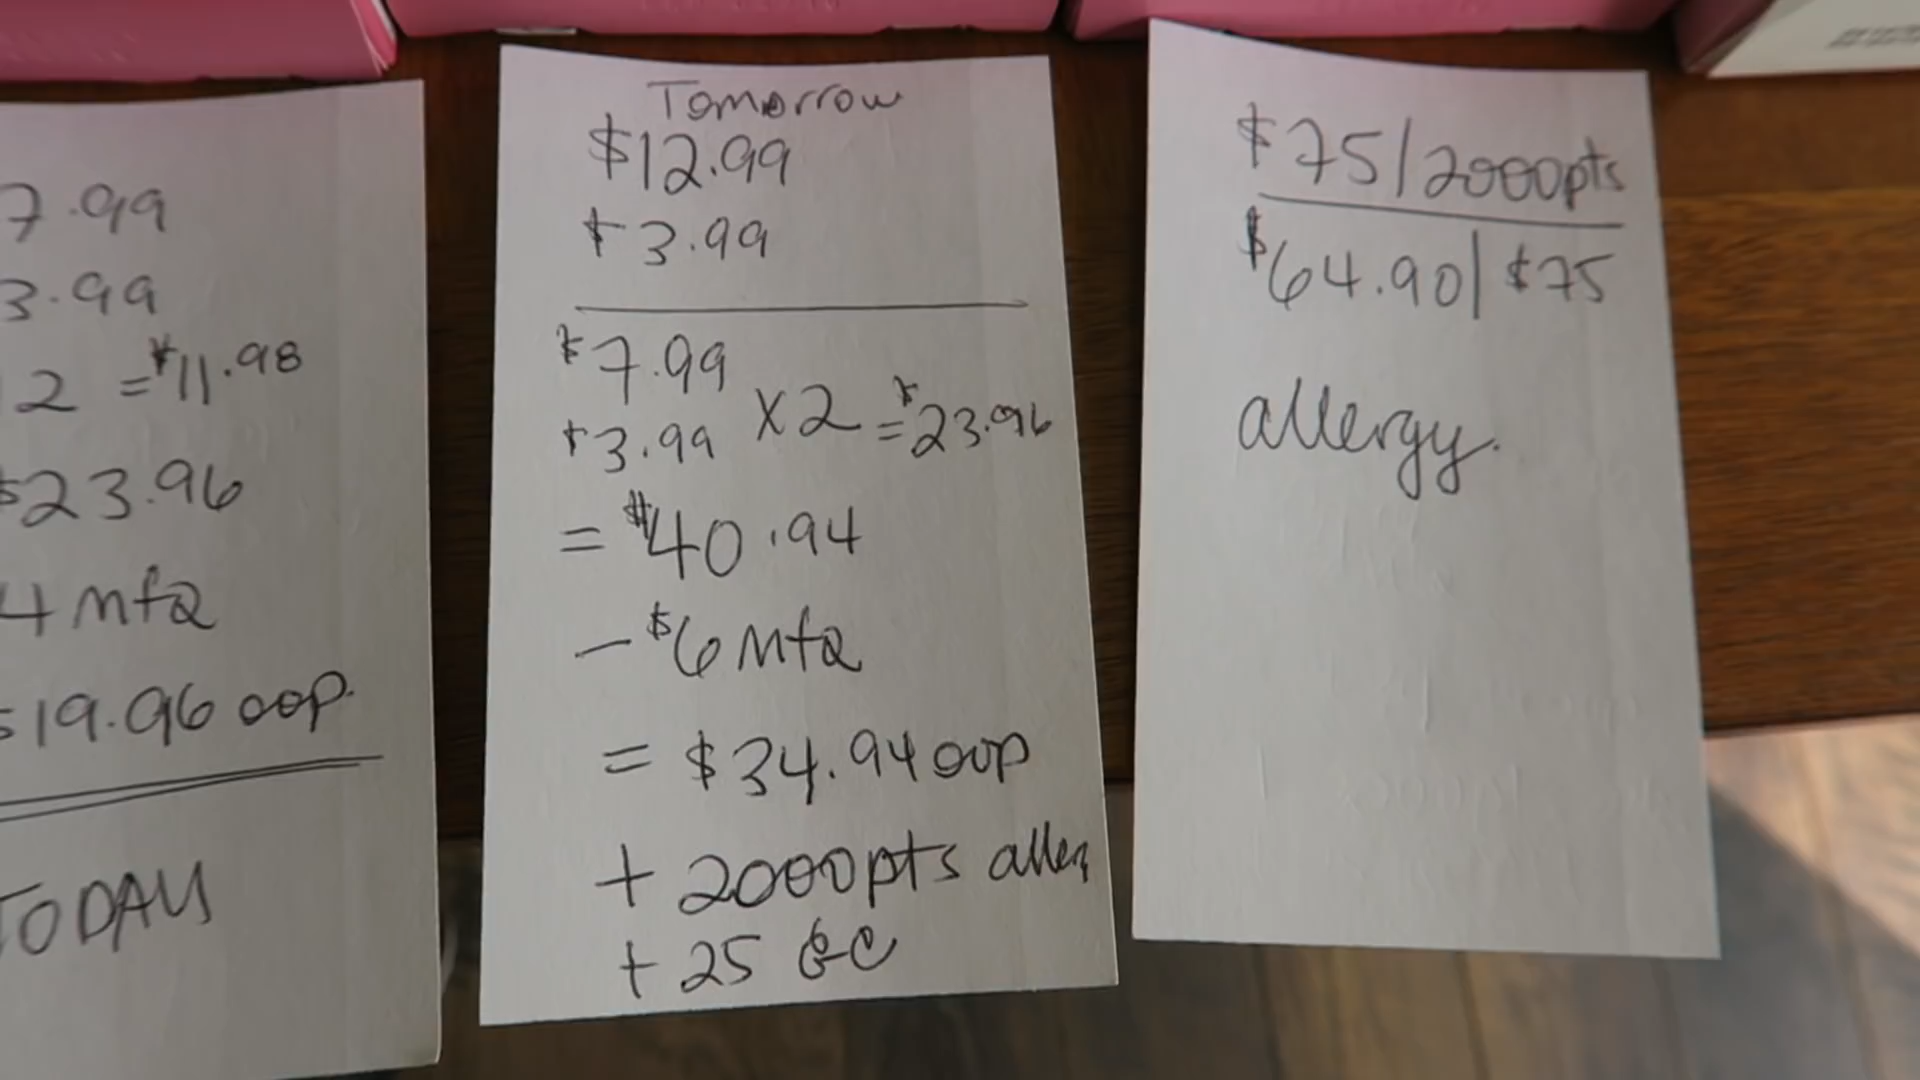 7.99
3.99
12 = $11.98
$23.96
4 mfQ
$19.96 oop.
TODAY
Tomorrow
$12.99
+3.99
$7.99
+3.99 X2 = $23.96
= $40.94
- $6 MfQ
= $34.94 oop
+ 2000pts aller
+ 25 GC
$75/2000pts
$64.90/$75
allergy.